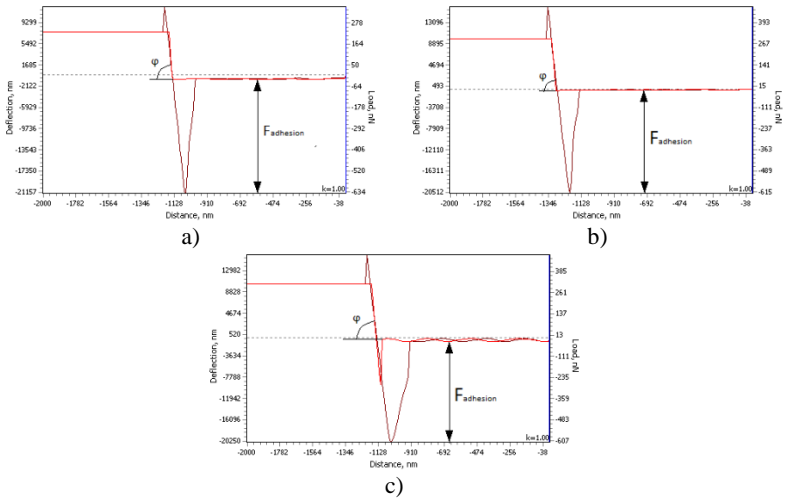 9299
5492
1685
-2122
-5929
-9736
-13543
-17350
-21157
Deflection, nm
278
164
50
-64
-178
-292
-406
-520
-634
Load, nN
φ
Fadhesion
k=1.00
-2000 -1782 -1564 -1346 -1128 -910 -692 -474 -256 -38
Distance, nm
a)
13096
8895
4694
493
-3708
-7909
-12110
-16311
-20512
Deflection, nm
493
267
141
15
-111
-237
-363
-489
-615
Load, nN
φ
Fadhesion
k=1.00
-2000 -1782 -1564 -1346 -1128 -910 -692 -474 -256 -38
Distance, nm
b)
12982
8828
4674
520
-3634
-7788
-11942
-16096
-20250
Deflection, nm
385
261
137
13
-111
-235
-359
-483
-607
Load, nN
φ
Fadhesion
k=1.00
-2000 -1782 -1564 -1346 -1128 -910 -692 -474 -256 -38
Distance, nm
c)